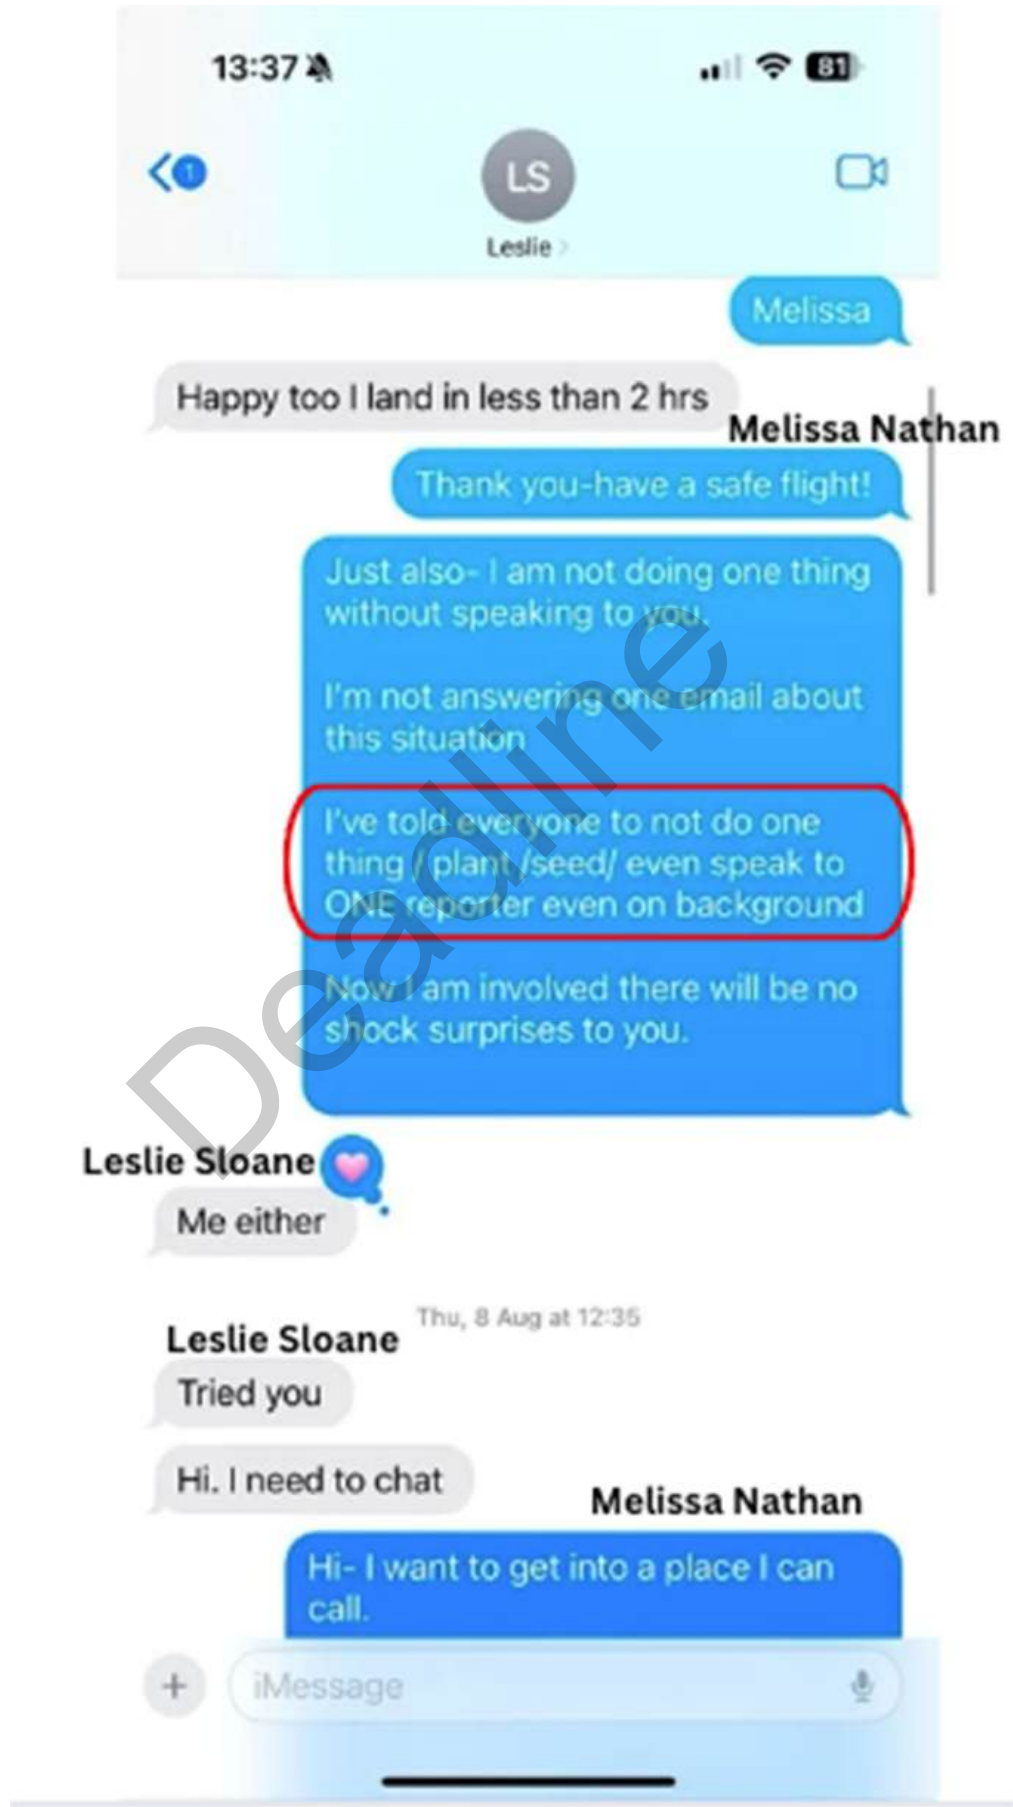 13:37
81
1
LS
Leslie
Melissa
Happy too I land in less than 2 hrs
Melissa Nathan
Thank you-have a safe flight!
Just also- I am not doing one thing
without speaking to you.
I'm not answering one email about
this situation
I've told everyone to not do one
thing / plant /seed/ even speak to
ONE reporter even on background
Now I am involved there will be no
shock surprises to you.
Deadline
Leslie Sloane
Me either
Thu, 8 Aug at 12:35
Leslie Sloane
Tried you
Hi. I need to chat
Melissa Nathan
Hi- I want to get into a place I can
call.
+
iMessage